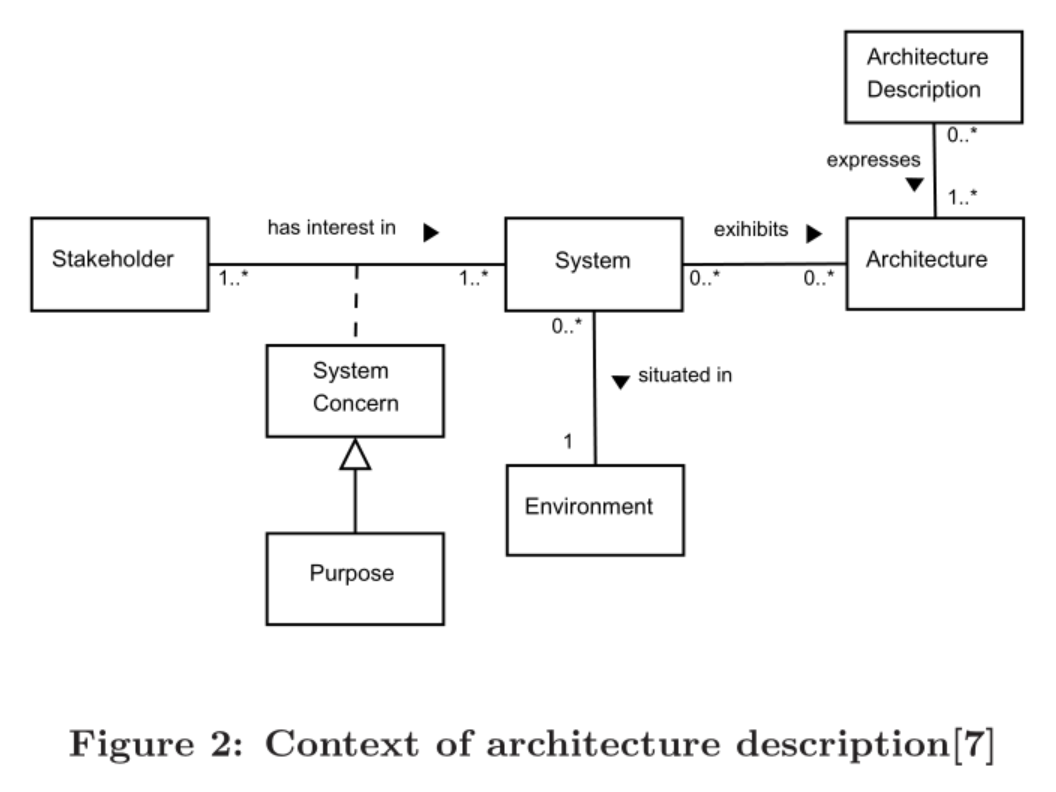 Architecture
Description
0..*
expresses
1..*
has interest in
exihibits
Stakeholder
System
Architecture
1..*
1..*
0..*
0..*
0..*
System
Concern
situated in
1
Environment
Purpose
Figure 2: Context of architecture description[7]